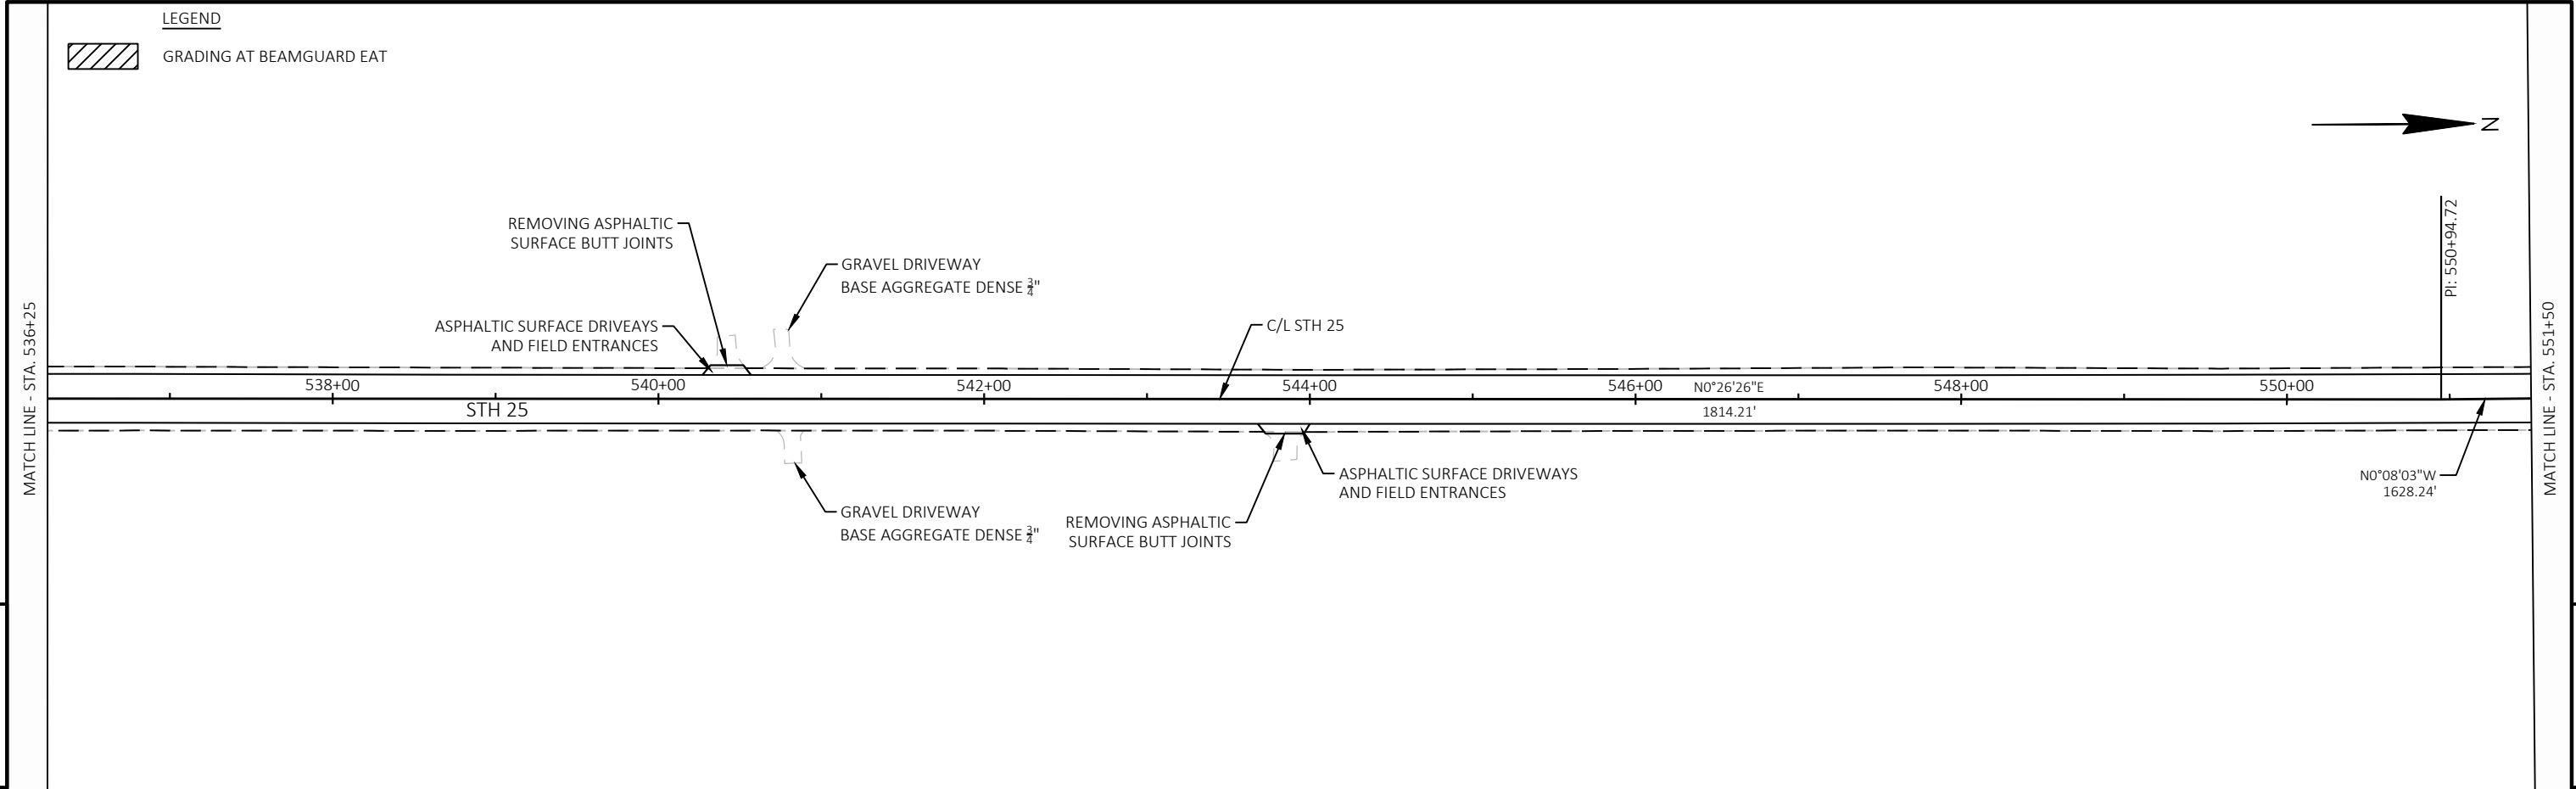 LEGEND
GRADING AT BEAMGUARD EAT
N
PI: 550+94.72
REMOVING ASPHALTIC
SURFACE BUTT JOINTS
GRAVEL DRIVEWAY
BASE AGGREGATE DENSE 3/4"
ASPHALTIC SURFACE DRIVEAYS
AND FIELD ENTRANCES
C/L STH 25
MATCH LINE - STA. 536+25
MATCH LINE - STA. 551+50
538+00
540+00
542+00
544+00
546+00
N0°26'26"E
548+00
550+00
STH 25
1814.21'
ASPHALTIC SURFACE DRIVEWAYS
AND FIELD ENTRANCES
N0°08'03"W
1628.24'
GRAVEL DRIVEWAY
BASE AGGREGATE DENSE 3/4"
REMOVING ASPHALTIC
SURFACE BUTT JOINTS